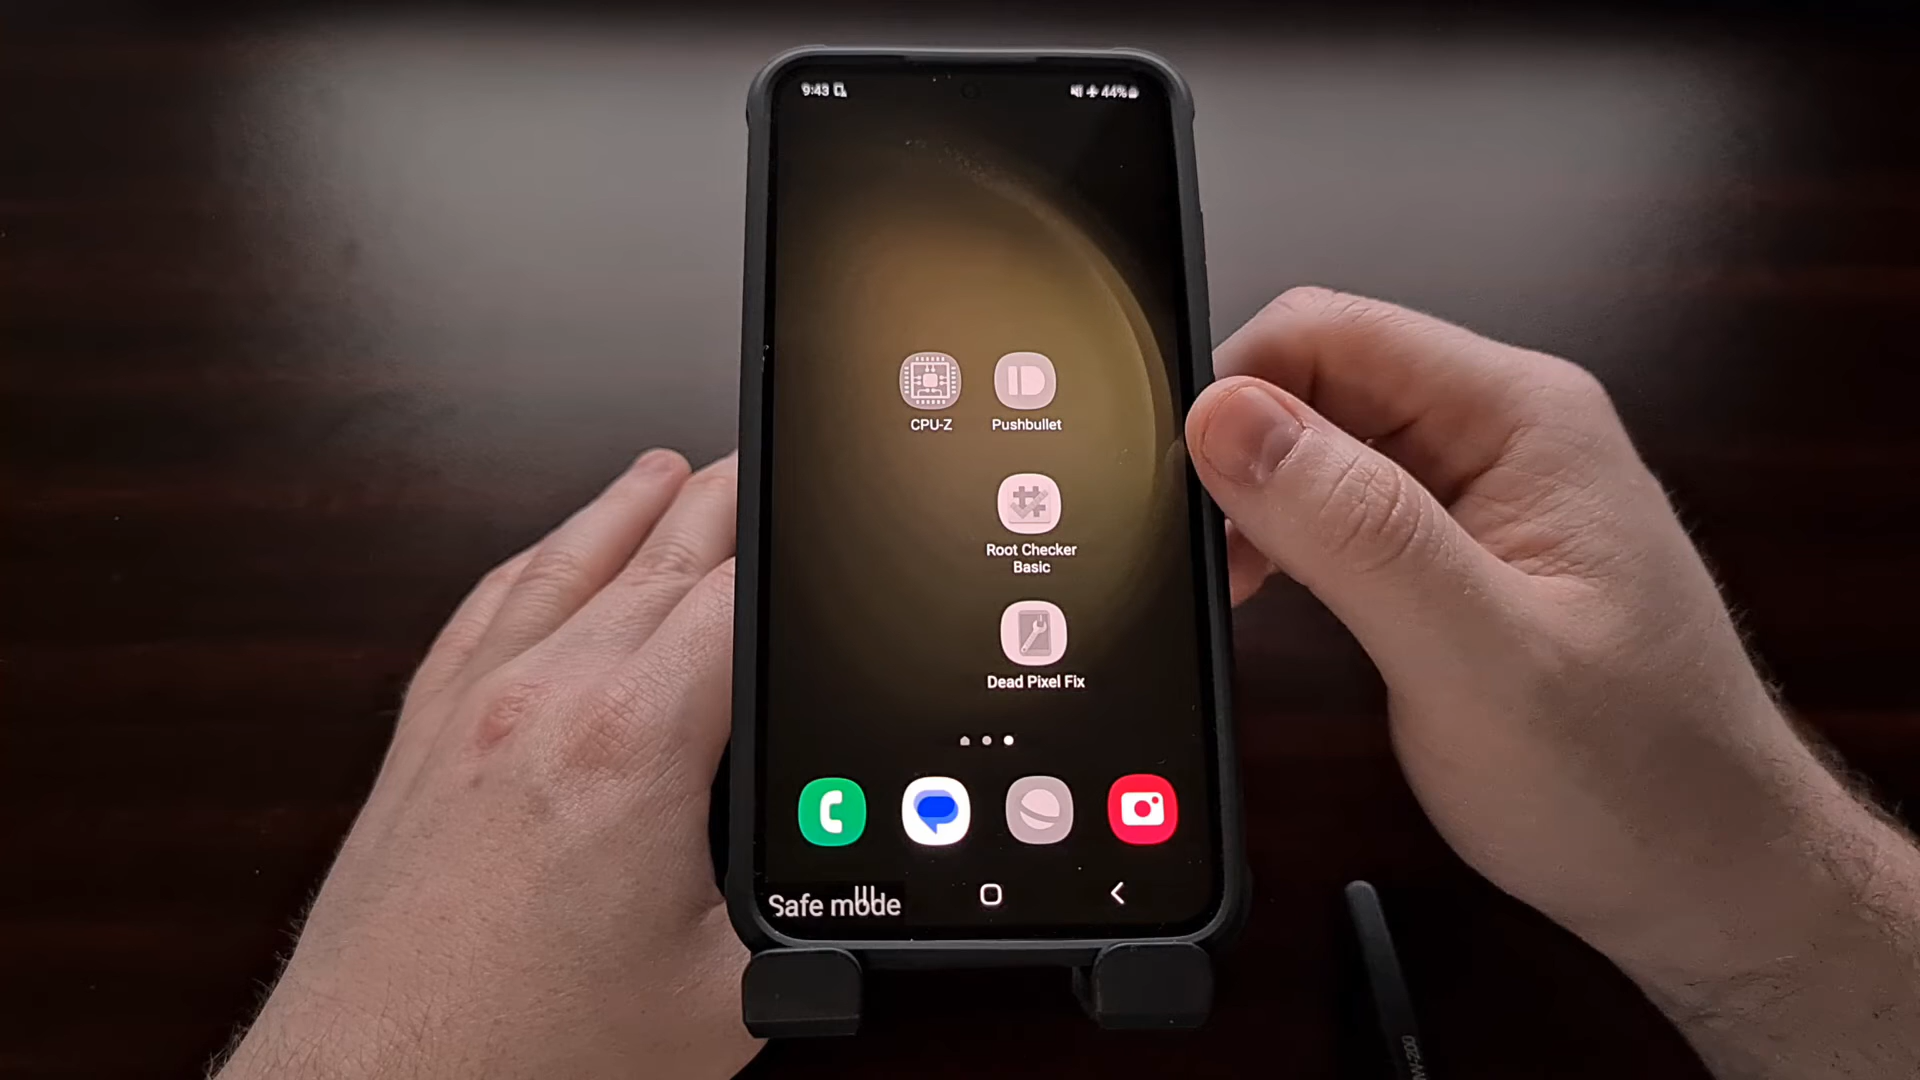 9:43
44%
CPU-Z
Pushbullet
Root Checker
Basic
Dead Pixel Fix
Safe mode